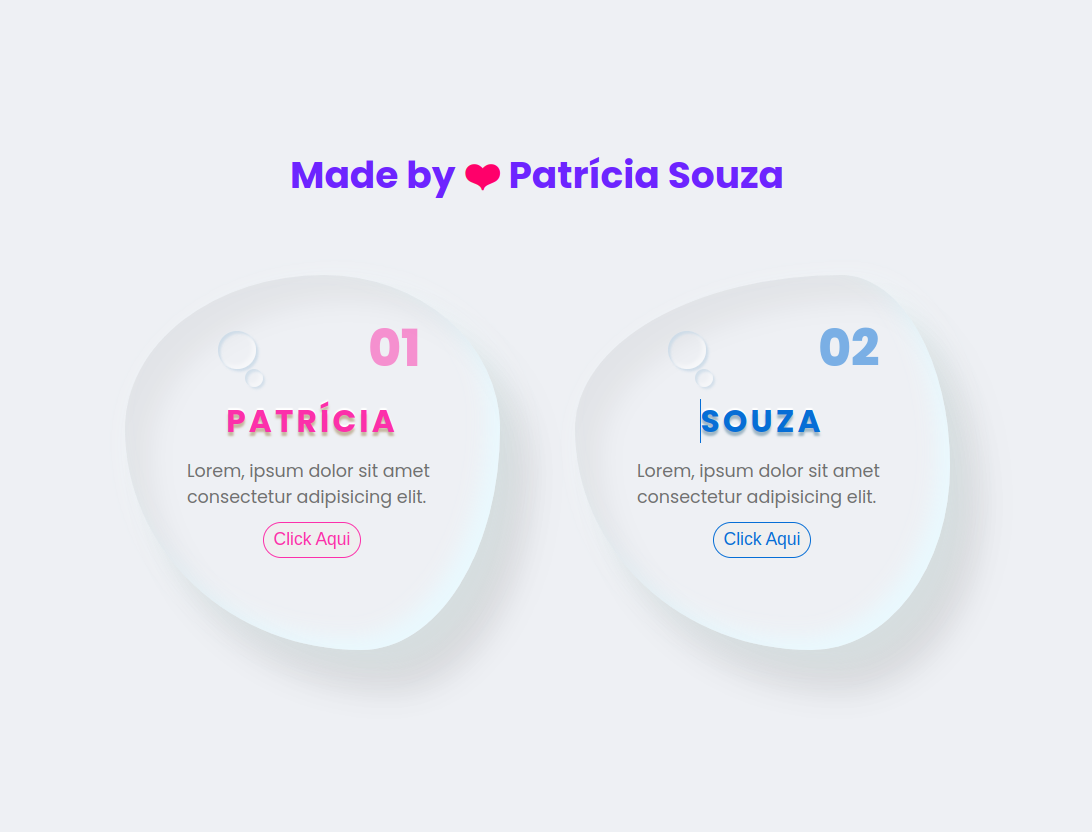 Made by ❤ Patrícia Souza
01
PATRÍCIA
Lorem, ipsum dolor sit amet
consectetur adipisicing elit.
Click Aqui
02
SOUZA
Lorem, ipsum dolor sit amet
consectetur adipisicing elit.
Click Aqui